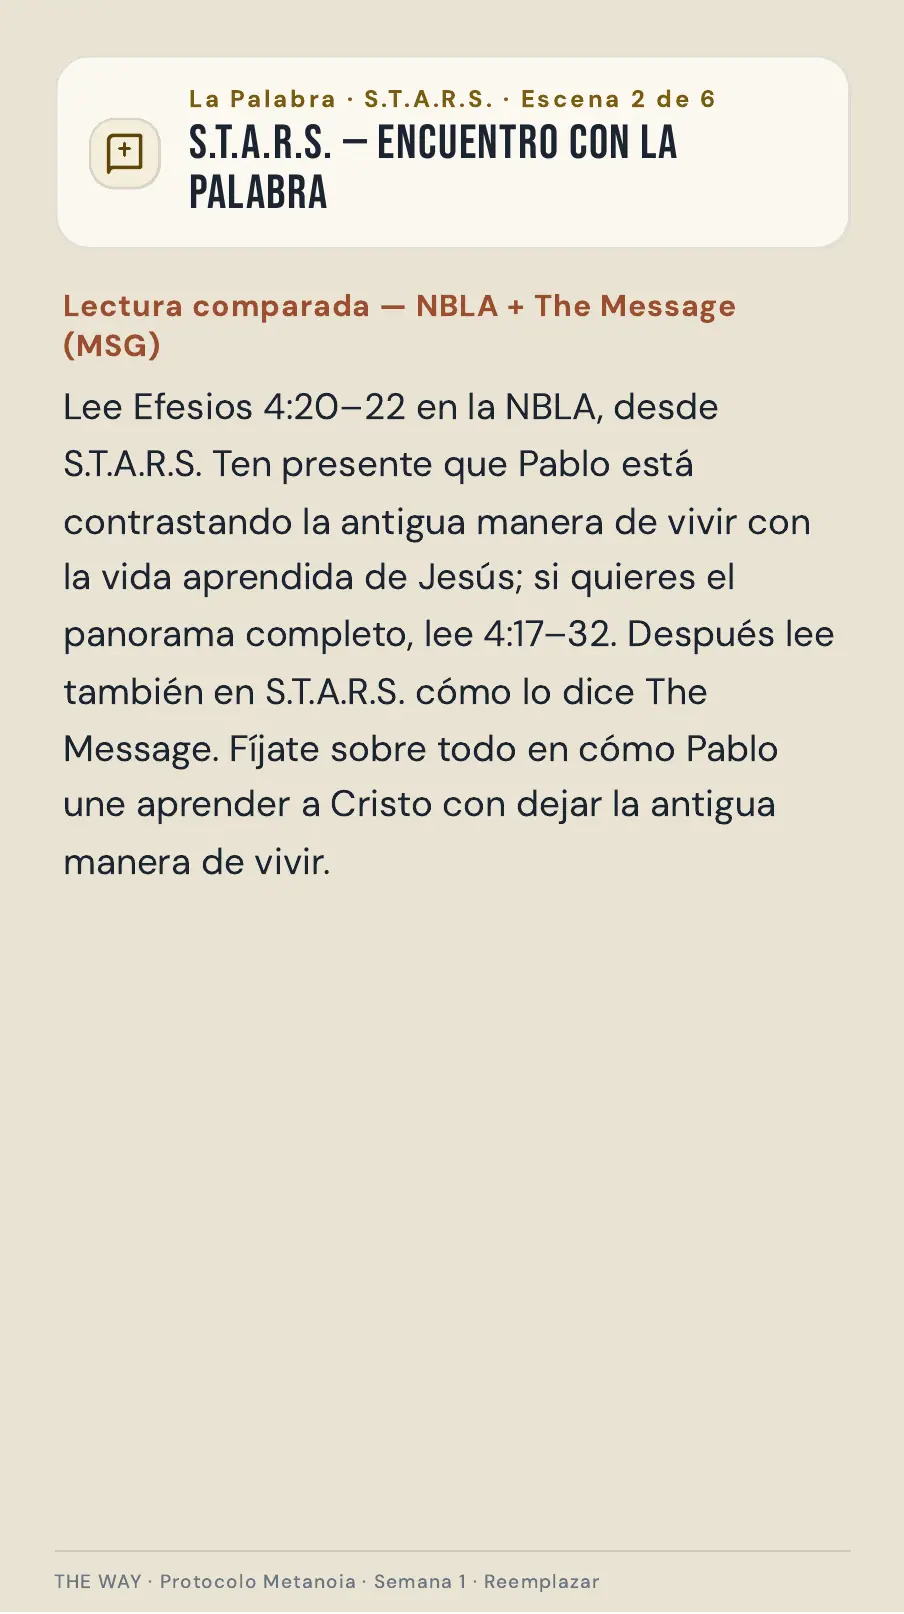 La Palabra · S.T.A.R.S. · Escena 2 de 6
S.T.A.R.S. — ENCUENTRO CON LA
PALABRA
Lectura comparada — NBLA + The Message
(MSG)
Lee Efesios 4:20–22 en la NBLA, desde
S.T.A.R.S. Ten presente que Pablo está
contrastando la antigua manera de vivir con
la vida aprendida de Jesús; si quieres el
panorama completo, lee 4:17–32. Después lee
también en S.T.A.R.S. cómo lo dice The
Message. Fíjate sobre todo en cómo Pablo
une aprender a Cristo con dejar la antigua
manera de vivir.
THE WAY · Protocolo Metanoia · Semana 1 · Reemplazar